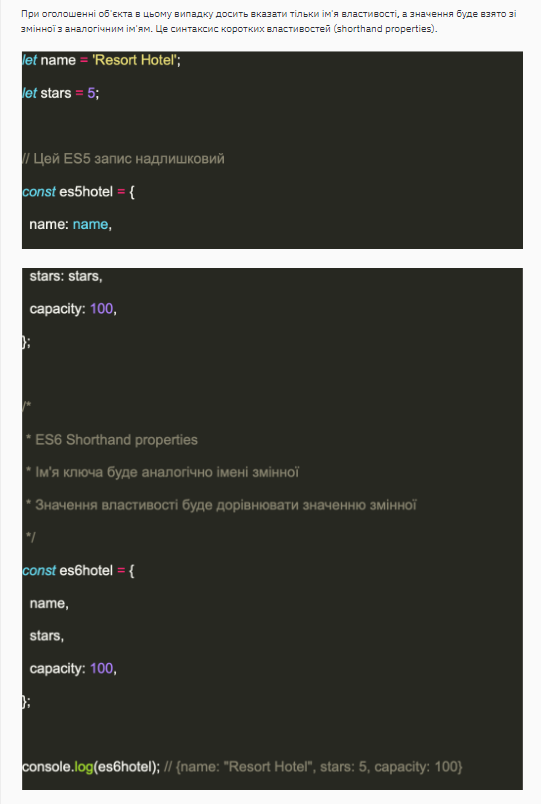 При оголошенні об'єкта в цьому випадку досить вказати тільки ім'я властивості, а значення буде взято зі
змінної з аналогічним ім'ям. Це синтаксис коротких властивостей (shorthand properties).
let name = 'Resort Hotel';
let stars = 5;
// Цей ES5 запис надлишковий
const es5hotel = {
name: name,
stars: stars,
capacity: 100,
};
/*
* ES6 Shorthand properties
* Ім'я ключа буде аналогічно імені змінної
* Значення властивості буде дорівнювати значенню змінної
*/
const es6hotel = {
name,
stars,
capacity: 100,
};
console.log(es6hotel); // {name: "Resort Hotel", stars: 5, capacity: 100}